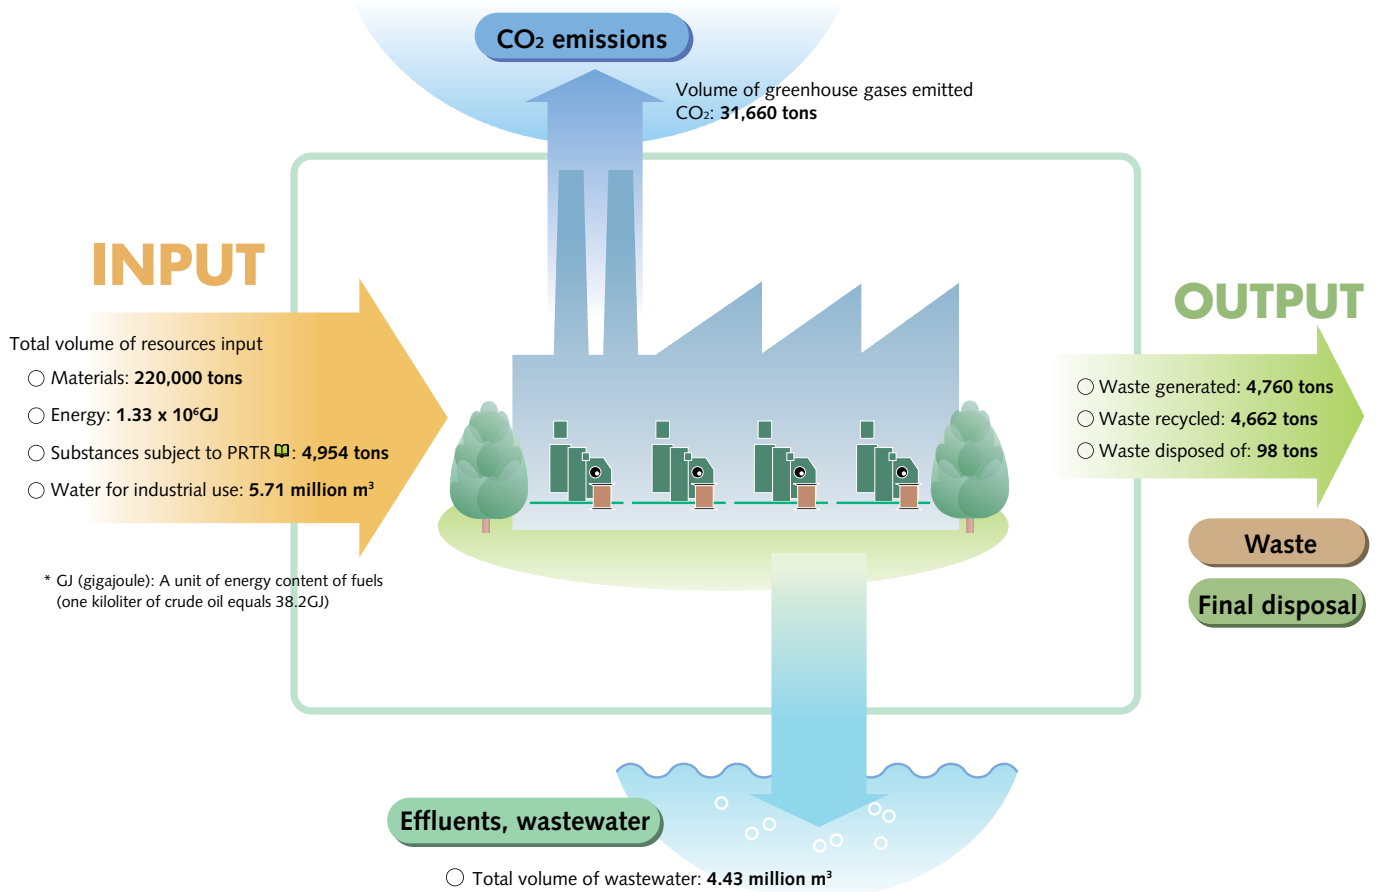 CO₂ emissions
Volume of greenhouse gases emitted
CO₂: 31,660 tons
INPUT
Total volume of resources input
○ Materials: 220,000 tons
○ Energy: 1.33 x 10⁶GJ
○ Substances subject to PRTR : 4,954 tons
○ Water for industrial use: 5.71 million m³
* GJ (gigajoule): A unit of energy content of fuels
(one kiloliter of crude oil equals 38.2GJ)
OUTPUT
○ Waste generated: 4,760 tons
○ Waste recycled: 4,662 tons
○ Waste disposed of: 98 tons
Waste
Final disposal
Effluents, wastewater
○ Total volume of wastewater: 4.43 million m³